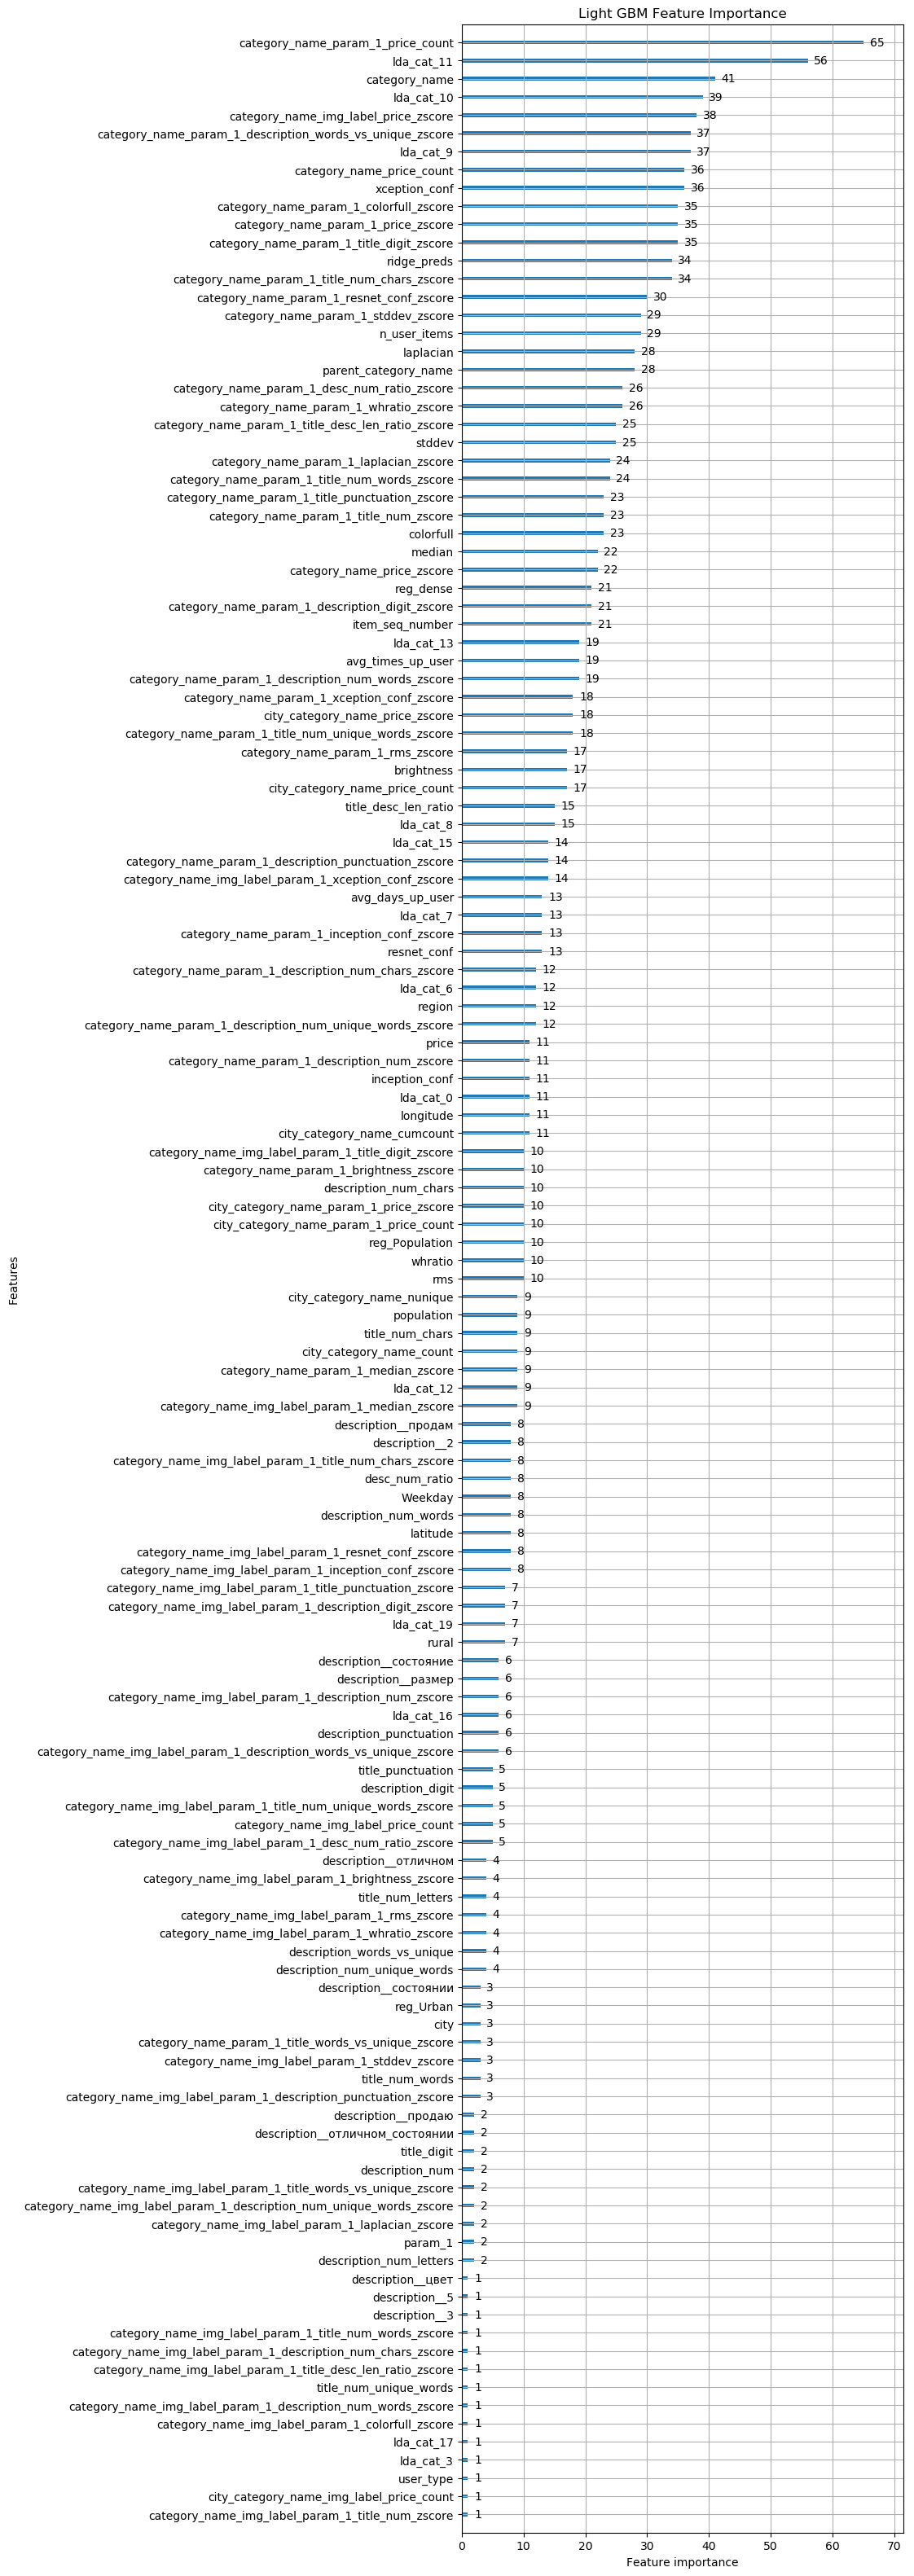 Light GBM Feature Importance
category_name_param_1_price_count 65
lda_cat_11 56
category_name 41
lda_cat_10 39
category_name_img_label_price_zscore 38
category_name_param_1_description_words_vs_unique_zscore 37
lda_cat_9 37
category_name_price_count 36
xception_conf 36
category_name_param_1_colorfull_zscore 35
category_name_param_1_price_zscore 35
category_name_param_1_title_digit_zscore 35
ridge_preds 34
category_name_param_1_title_num_chars_zscore 34
category_name_param_1_resnet_conf_zscore 30
category_name_param_1_stddev_zscore 29
n_user_items 29
laplacian 28
parent_category_name 28
category_name_param_1_desc_num_ratio_zscore 26
category_name_param_1_whratio_zscore 26
category_name_param_1_title_desc_len_ratio_zscore 25
stddev 25
category_name_param_1_laplacian_zscore 24
category_name_param_1_title_num_words_zscore 24
category_name_param_1_title_punctuation_zscore 23
category_name_param_1_title_num_zscore 23
colorfull 23
median 22
category_name_price_zscore 22
reg_dense 21
category_name_param_1_description_digit_zscore 21
item_seq_number 21
lda_cat_13 19
avg_times_up_user 19
category_name_param_1_description_num_words_zscore 19
category_name_param_1_xception_conf_zscore 18
city_category_name_price_zscore 18
category_name_param_1_title_num_unique_words_zscore 18
category_name_param_1_rms_zscore 17
brightness 17
city_category_name_price_count 17
title_desc_len_ratio 15
lda_cat_8 15
lda_cat_15 14
category_name_param_1_description_punctuation_zscore 14
category_name_img_label_param_1_xception_conf_zscore 14
avg_days_up_user 13
lda_cat_7 13
category_name_param_1_inception_conf_zscore 13
resnet_conf 13
category_name_param_1_description_num_chars_zscore 12
lda_cat_6 12
region 12
category_name_param_1_description_num_unique_words_zscore 12
price 11
category_name_param_1_description_num_zscore 11
inception_conf 11
lda_cat_0 11
longitude 11
city_category_name_cumcount 11
category_name_img_label_param_1_title_digit_zscore 10
category_name_param_1_brightness_zscore 10
description_num_chars 10
city_category_name_param_1_price_zscore 10
city_category_name_param_1_price_count 10
reg_Population 10
whratio 10
rms 10
Features
city_category_name_nunique 9
population 9
title_num_chars 9
city_category_name_count 9
category_name_param_1_median_zscore 9
lda_cat_12 9
category_name_img_label_param_1_median_zscore 9
description__продам 8
description__2 8
category_name_img_label_param_1_title_num_chars_zscore 8
desc_num_ratio 8
Weekday 8
description_num_words 8
latitude 8
category_name_img_label_param_1_resnet_conf_zscore 8
category_name_img_label_param_1_inception_conf_zscore 8
category_name_img_label_param_1_title_punctuation_zscore 7
category_name_img_label_param_1_description_digit_zscore 7
lda_cat_19 7
rural 7
description__состояние 6
description__размер 6
category_name_img_label_param_1_description_num_zscore 6
lda_cat_16 6
description_punctuation 6
category_name_img_label_param_1_description_words_vs_unique_zscore 6
title_punctuation 5
description_digit 5
category_name_img_label_param_1_title_num_unique_words_zscore 5
category_name_img_label_price_count 5
category_name_img_label_param_1_desc_num_ratio_zscore 5
description__отличном 4
category_name_img_label_param_1_brightness_zscore 4
title_num_letters 4
category_name_img_label_param_1_rms_zscore 4
category_name_img_label_param_1_whratio_zscore 4
description_words_vs_unique 4
description_num_unique_words 4
description__состоянии 3
reg_Urban 3
city 3
category_name_param_1_title_words_vs_unique_zscore 3
category_name_img_label_param_1_stddev_zscore 3
title_num_words 3
category_name_img_label_param_1_description_punctuation_zscore 3
description__продаю 2
description__отличном_состоянии 2
title_digit 2
description_num 2
category_name_img_label_param_1_title_words_vs_unique_zscore 2
category_name_img_label_param_1_description_num_unique_words_zscore 2
category_name_img_label_param_1_laplacian_zscore 2
param_1 2
description_num_letters 2
description__цвет 1
description__5 1
description__3 1
category_name_img_label_param_1_title_num_words_zscore 1
category_name_img_label_param_1_description_num_chars_zscore 1
category_name_img_label_param_1_title_desc_len_ratio_zscore 1
title_num_unique_words 1
category_name_img_label_param_1_description_num_words_zscore 1
category_name_img_label_param_1_colorfull_zscore 1
lda_cat_17 1
lda_cat_3 1
user_type 1
city_category_name_img_label_price_count 1
category_name_img_label_param_1_title_num_zscore 1
0 10 20 30 40 50 60 70
Feature importance